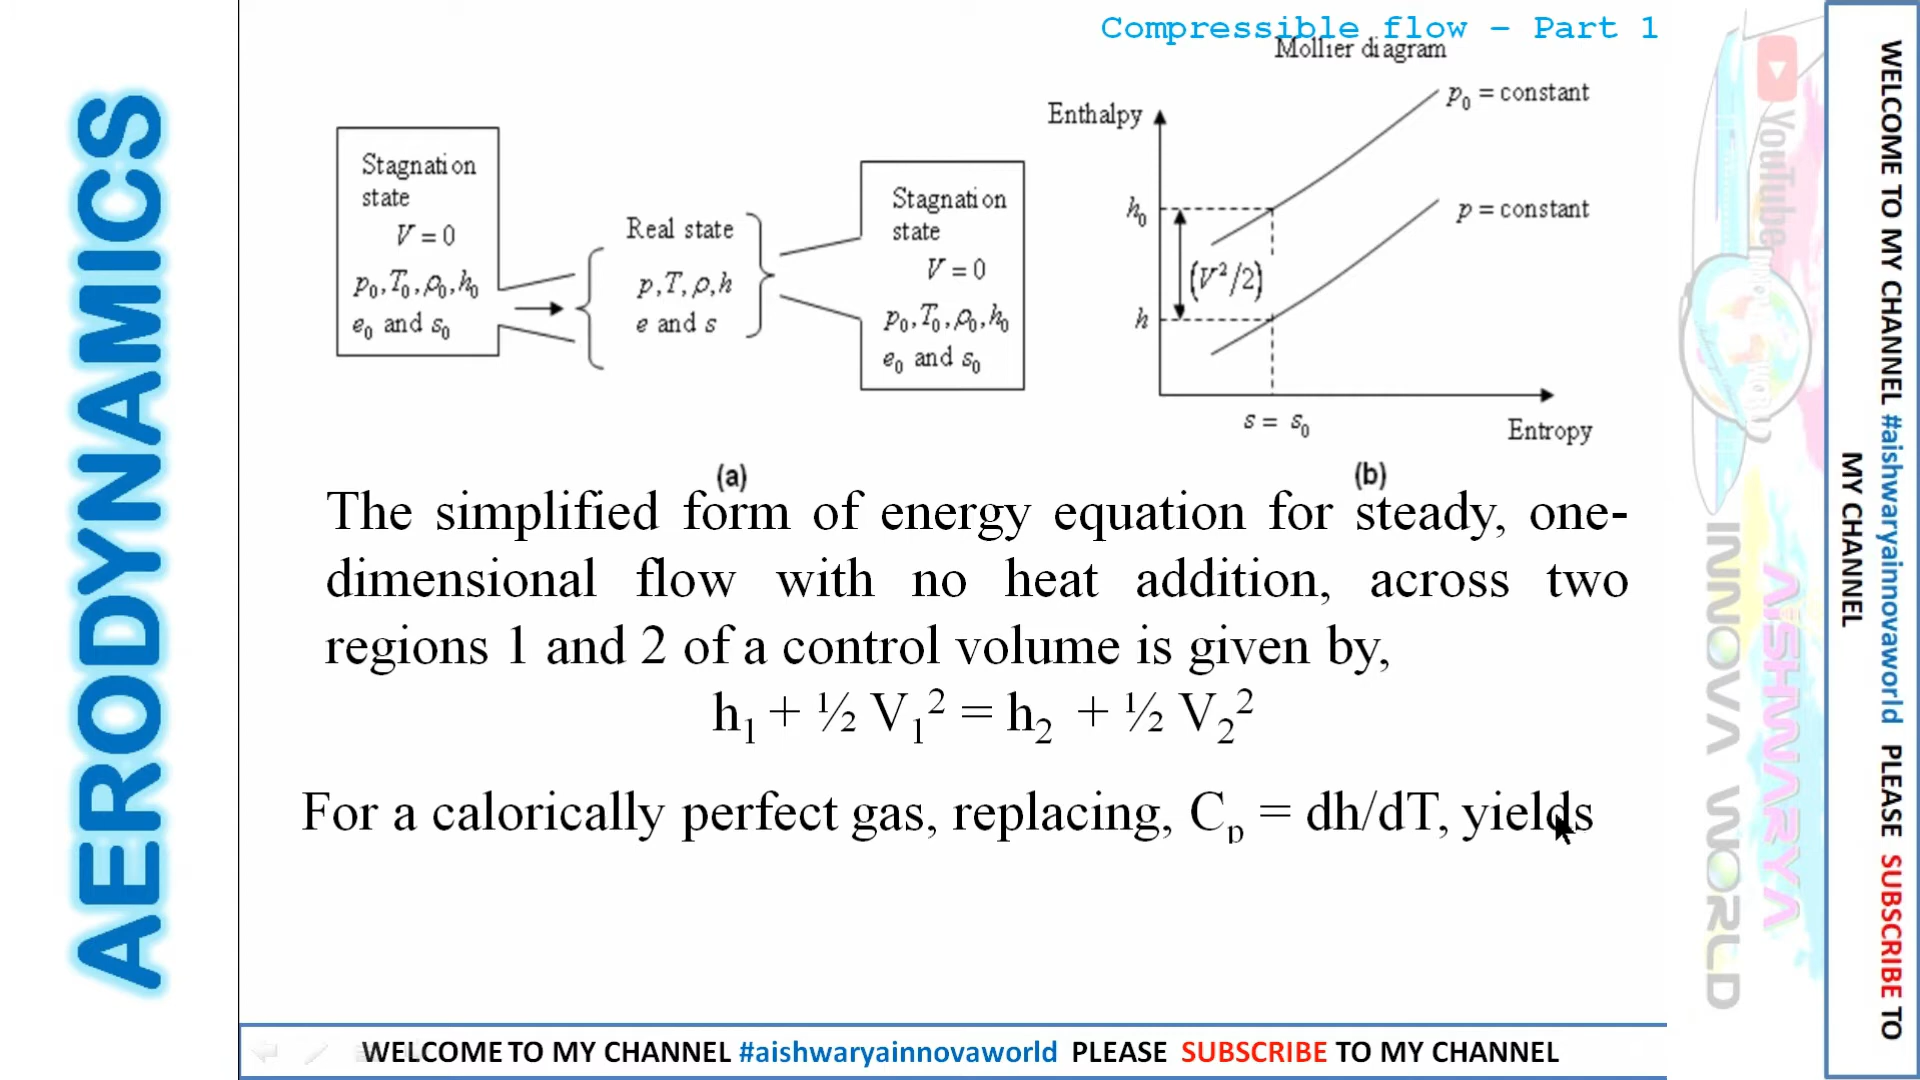 Compressible flow – Part 1
AERODYNAMICS
Stagnation
state
V = 0
p₀, T₀, ρ₀, h₀
e₀ and s₀
Real state
p, T, ρ, h
e and s
Stagnation
state
V = 0
p₀, T₀, ρ₀, h₀
e₀ and s₀
(a)
Mollier diagram
Enthalpy
p₀ = constant
h₀
p = constant
(V²/2)
h
s = s₀
Entropy
(b)
The simplified form of energy equation for steady, one-
dimensional flow with no heat addition, across two
regions 1 and 2 of a control volume is given by,
h₁ + ½ V₁² = h₂ + ½ V₂²
For a calorically perfect gas, replacing, Cₚ = dh/dT, yields
WELCOME TO MY CHANNEL #aishwaryainnovaworld PLEASE SUBSCRIBE TO MY CHANNEL
YouTube
AISHWARYA
INNOVA WORLD
WELCOME TO MY CHANNEL #aishwaryainnovaworld PLEASE SUBSCRIBE TO
MY CHANNEL